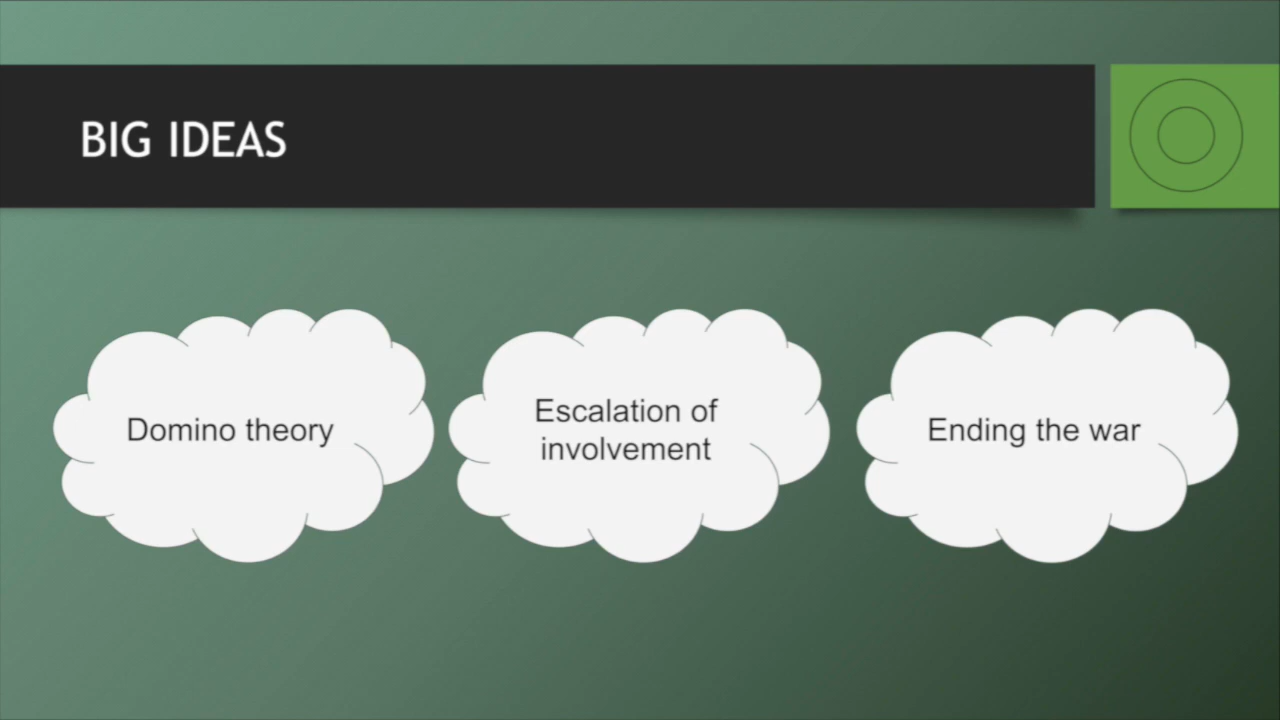 BIG IDEAS
Domino theory
Escalation of
involvement
Ending the war